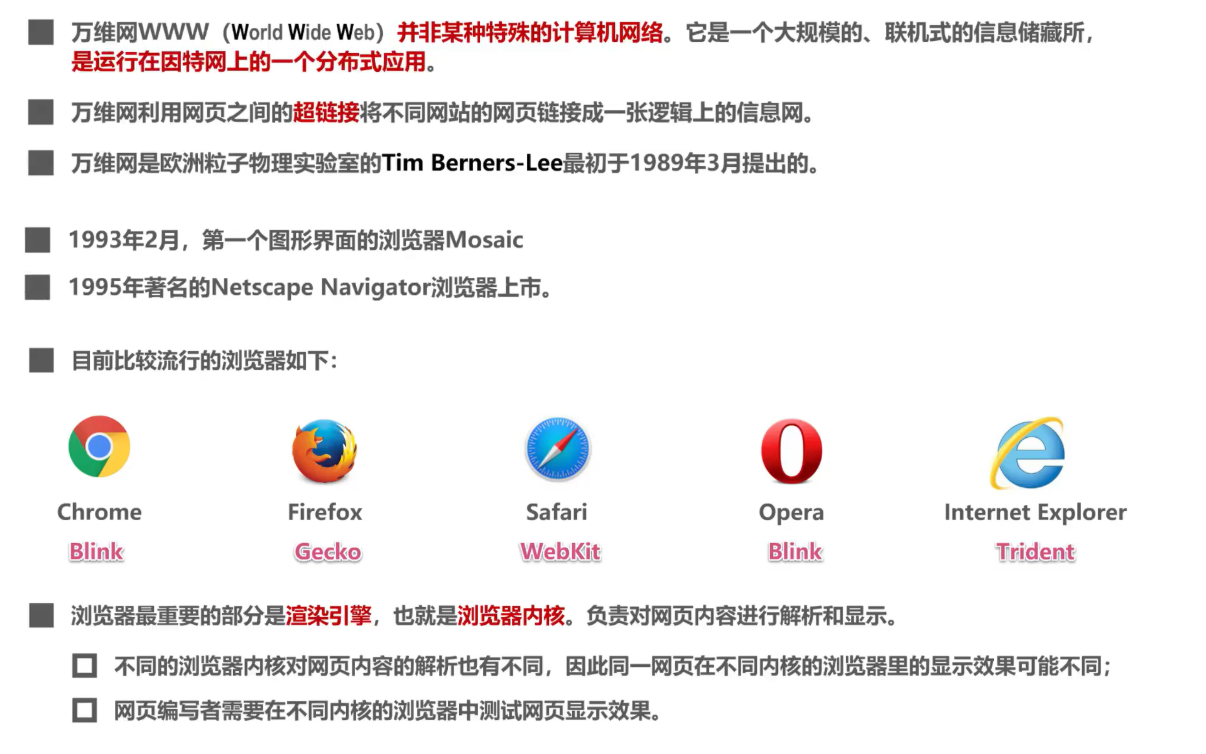 万维网WWW（World Wide Web）并非某种特殊的计算机网络。它是一个大规模的、联机式的信息储藏所，
是运行在因特网上的一个分布式应用。
万维网利用网页之间的超链接将不同网站的网页链接成一张逻辑上的信息网。
万维网是欧洲粒子物理实验室的Tim Berners-Lee最初于1989年3月提出的。
1993年2月，第一个图形界面的浏览器Mosaic
1995年著名的Netscape Navigator浏览器上市。
目前比较流行的浏览器如下：
Chrome Firefox Safari Opera Internet Explorer
Blink Gecko WebKit Blink Trident
浏览器最重要的部分是渲染引擎，也就是浏览器内核。负责对网页内容进行解析和显示。
不同的浏览器内核对网页内容的解析也有不同，因此同一网页在不同内核的浏览器里的显示效果可能不同；
网页编写者需要在不同内核的浏览器中测试网页显示效果。